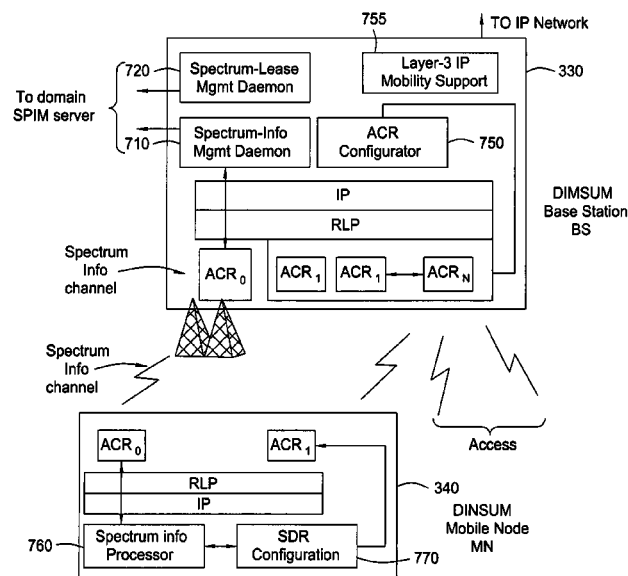 TO IP Network
755
720
Spectrum-Lease
Mgmt Daemon
Layer-3 IP
Mobility Support
330
To domain
SPIM server
Spectrum-Info
Mgmt Daemon
710
ACR
Configurator
750
IP
RLP
DIMSUM
Base Station
BS
Spectrum
Info
channel
ACR0
ACR1
ACR1
ACRN
Spectrum
Info
channel
Access
ACR0
ACR1
RLP
IP
340
760
Spectrum info
Processor
SDR
Configuration
770
DINSUM
Mobile Node
MN